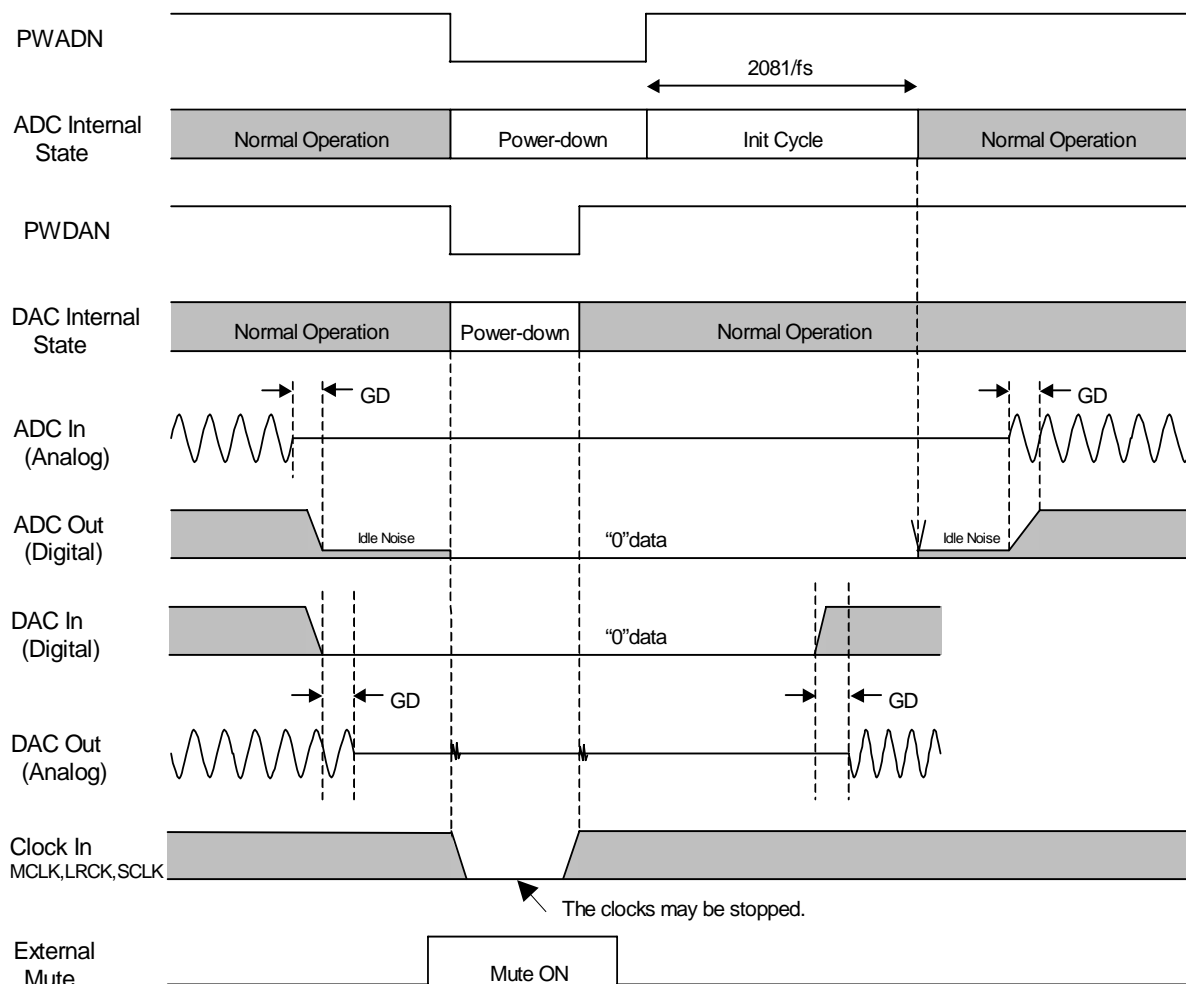 PWADN
2081/fs
ADC Internal
State
Normal Operation
Power-down
Init Cycle
Normal Operation
PWDAN
DAC Internal
State
Normal Operation
Power-down
Normal Operation
GD
GD
ADC In
(Analog)
ADC Out
(Digital)
Idle Noise
“0”data
Idle Noise
DAC In
(Digital)
“0”data
GD
GD
DAC Out
(Analog)
Clock In
MCLK,LRCK,SCLK
The clocks may be stopped.
External
Mute
Mute ON